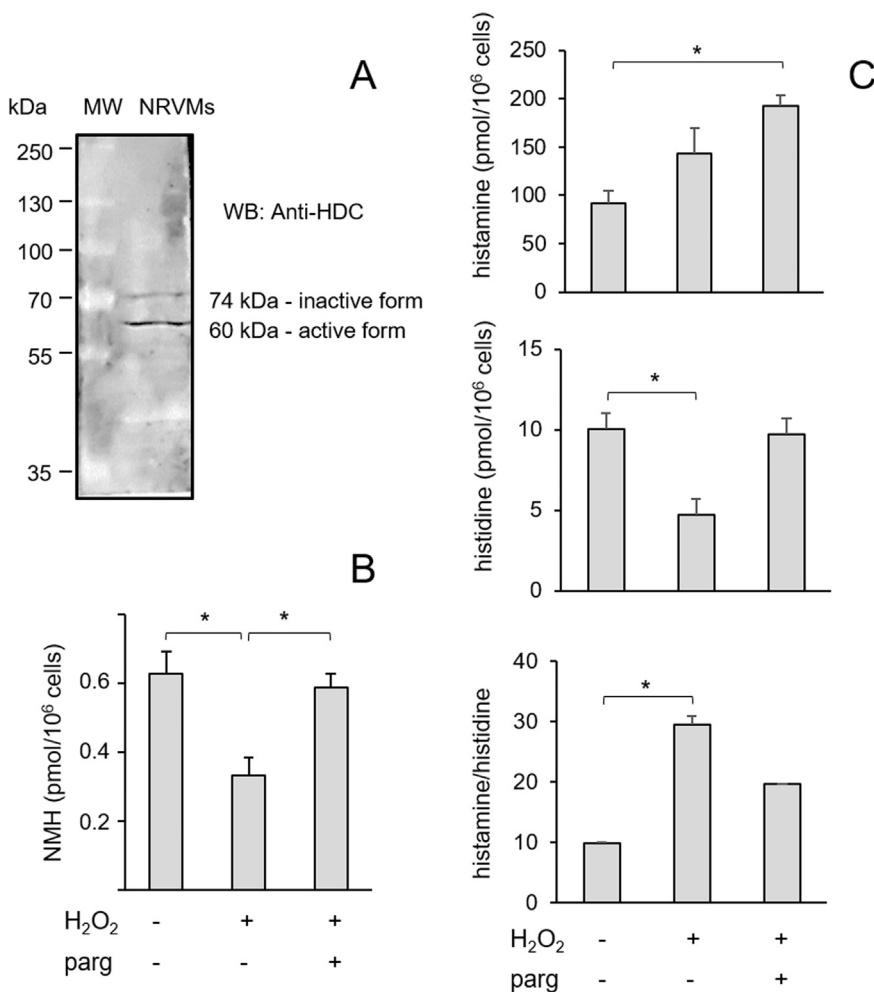 A
kDa MW NRVMs
250
130
100
70
55
35
WB: Anti-HDC
74 kDa - inactive form
60 kDa - active form
B
NMH (pmol/10⁶ cells)
0.6
0.4
0.2
* *
H₂O₂ - + +
parg - - +
C
histamine (pmol/10⁶ cells)
250
200
150
100
50
0
*
histidine (pmol/10⁶ cells)
15
10
5
0
*
histamine/histidine
40
30
20
10
0
*
H₂O₂ - + +
parg - - +